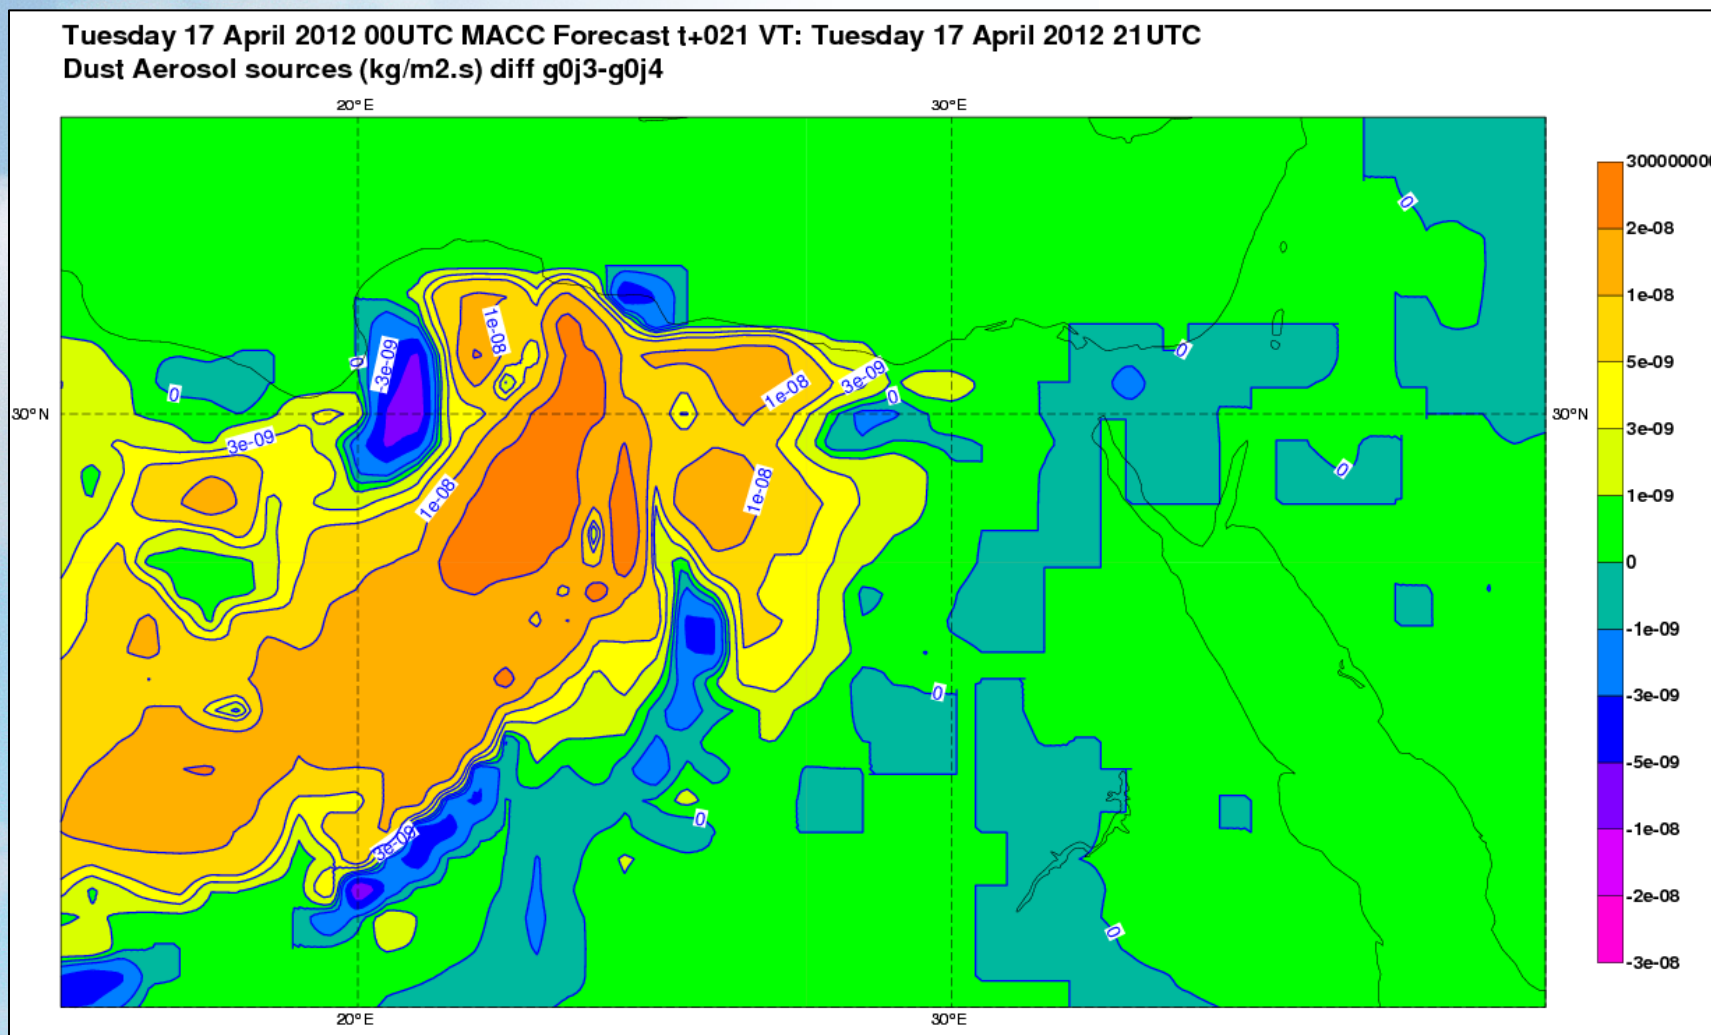 Tuesday 17 April 2012 00UTC MACC Forecast t+021 VT: Tuesday 17 April 2012 21UTC
Dust Aerosol sources (kg/m2.s) diff g0j3-g0j4
20°E 30°E
300000000
2e-08
1e-08
5e-09
3e-09
1e-09
0
-1e-09
-3e-09
-5e-09
-1e-08
-2e-08
-3e-08
0
1e-08
0
-3e-09
0
3e-09
1e-08
0
0
30°N 30°N
3e-09
0
1e-08
1e-08
0
0
3e-09
0
20°E 30°E